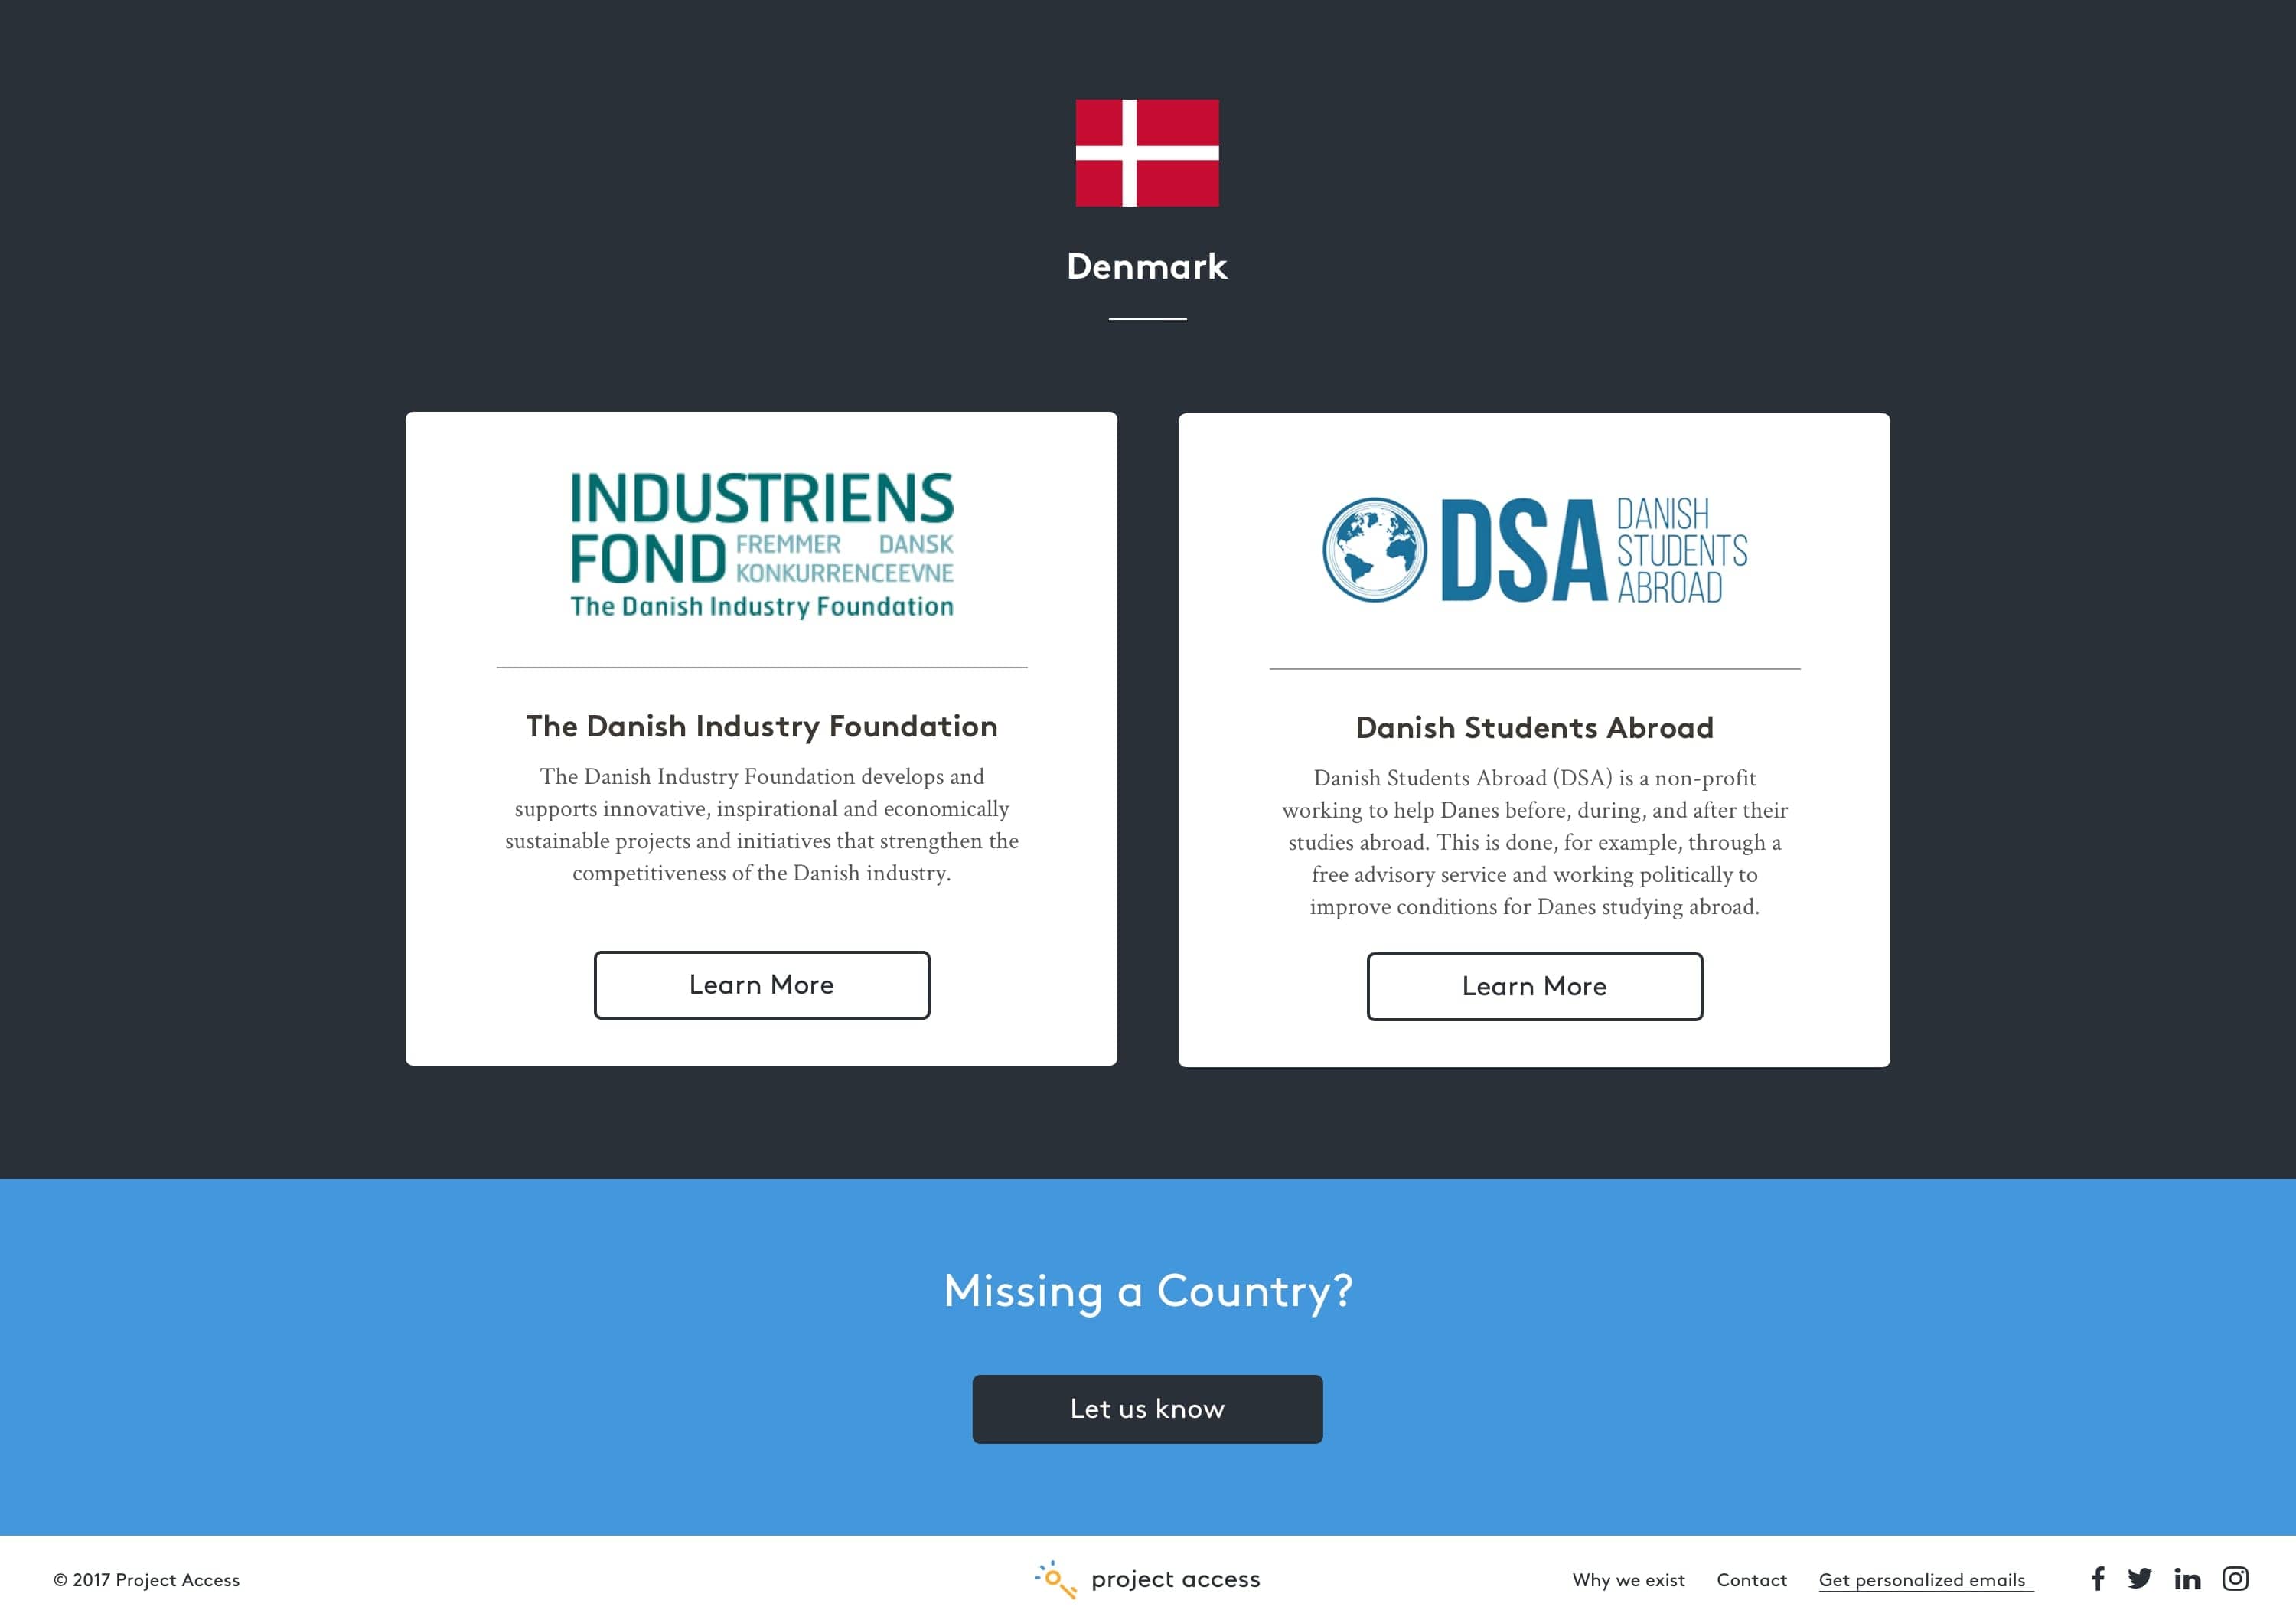 Denmark
INDUSTRIENS
FOND FREMMER DANSK
KONKURRENCEEVNE
The Danish Industry Foundation
The Danish Industry Foundation
The Danish Industry Foundation develops and
supports innovative, inspirational and economically
sustainable projects and initiatives that strengthen the
competitiveness of the Danish industry.
Learn More
DSA
DANISH
STUDENTS
ABROAD
Danish Students Abroad
Danish Students Abroad (DSA) is a non-profit
working to help Danes before, during, and after their
studies abroad. This is done, for example, through a
free advisory service and working politically to
improve conditions for Danes studying abroad.
Learn More
Missing a Country?
Let us know
© 2017 Project Access
project access
Why we exist
Contact
Get personalized emails